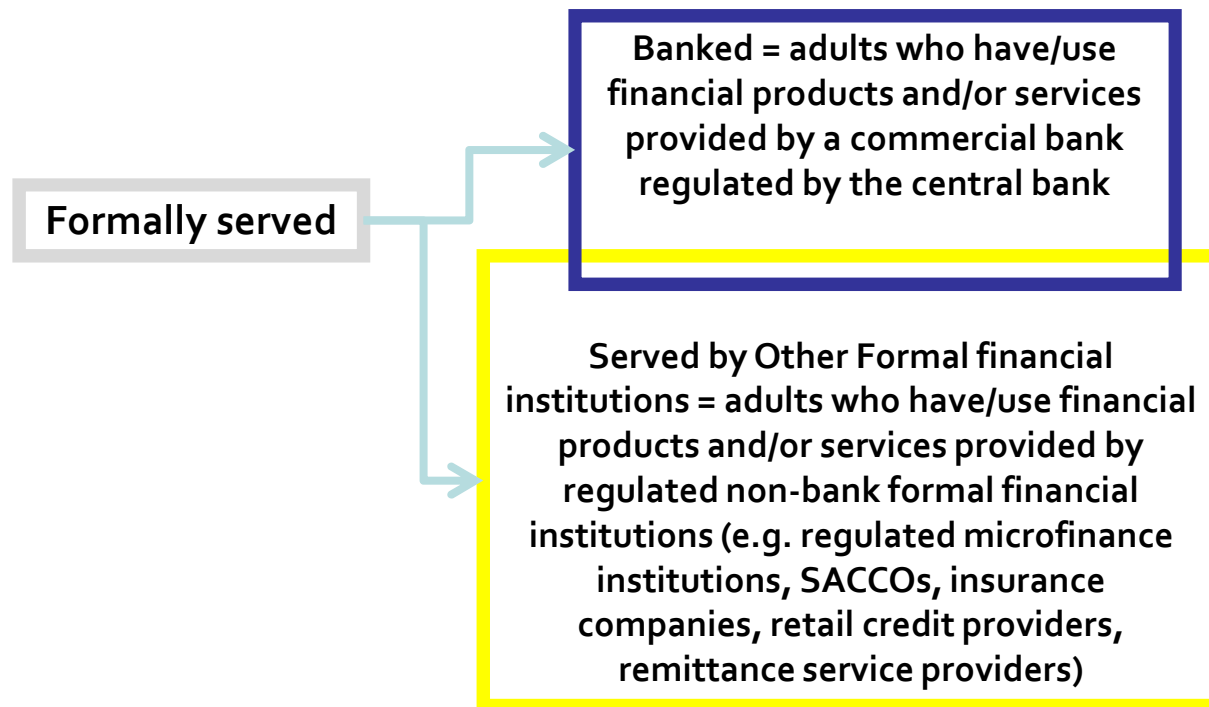 Banked = adults who have/use
financial products and/or services
provided by a commercial bank
regulated by the central bank
Formally served
Served by Other Formal financial
institutions = adults who have/use financial
products and/or services provided by
regulated non-bank formal financial
institutions (e.g. regulated microfinance
institutions, SACCOs, insurance
companies, retail credit providers,
remittance service providers)